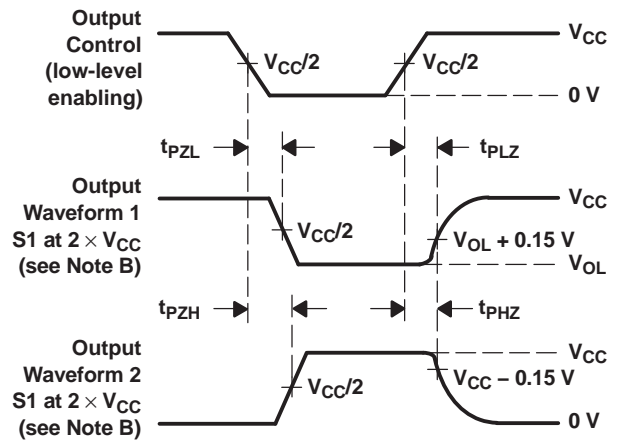 Output
Control
(low-level
enabling)
VCC/2
VCC/2
VCC
0 V
tPZL
tPLZ
Output
Waveform 1
S1 at 2 × VCC
(see Note B)
VCC/2
VCC
VOL + 0.15 V
VOL
tPZH
tPHZ
Output
Waveform 2
S1 at 2 × VCC
(see Note B)
VCC/2
VCC
VCC − 0.15 V
0 V